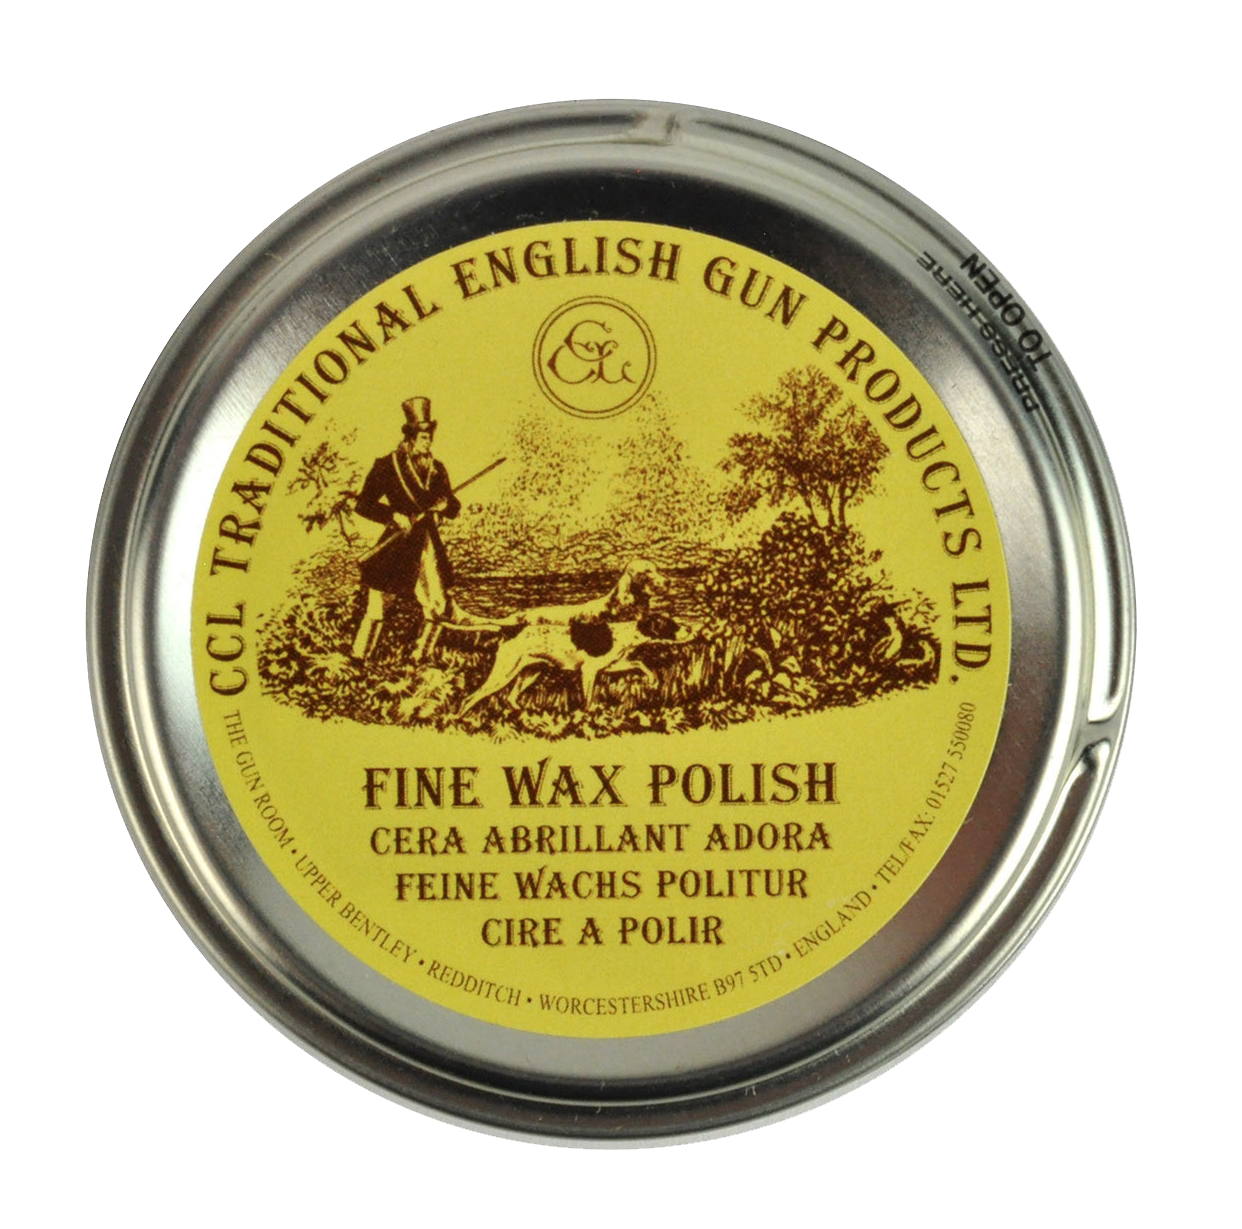 CCL TRADITIONAL ENGLISH GUN PRODUCTS LTD.
PRESS HERE
TO OPEN
FINE WAX POLISH
CERA ABRILLANT ADORA
FEINE WACHS POLITUR
CIRE A POLIR
THE GUN ROOM • UPPER BENTLEY • REDDITCH • WORCESTERSHIRE B97 5TD • ENGLAND • TEL/FAX: 01527 550080